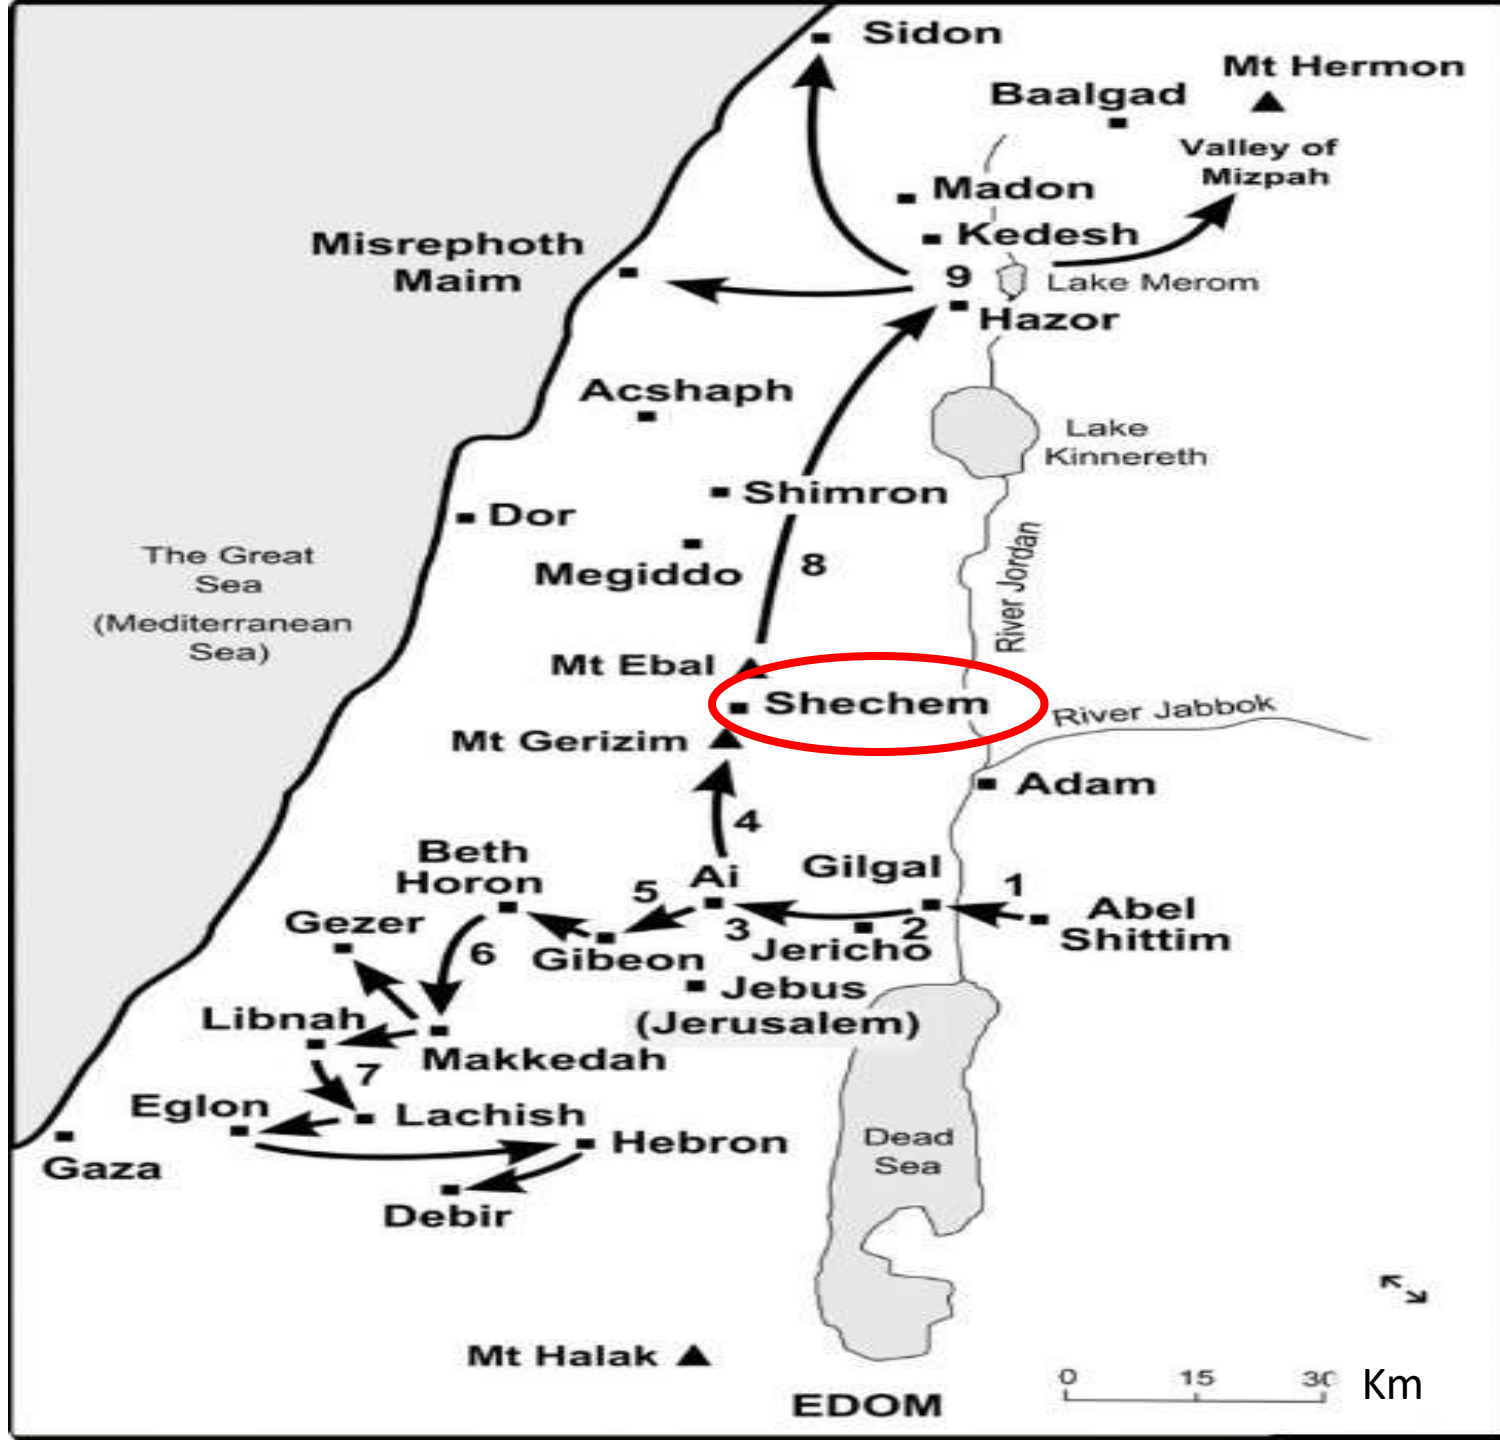 Sidon
Mt Hermon
Baalgad
Valley of
Mizpah
Madon
Kedesh
Misrephoth
Maim
9
Lake Merom
Hazor
Acshaph
Lake
Kinnereth
Shimron
Dor
River Jordan
The Great
Sea
(Mediterranean
Sea)
Megiddo
8
Mt Ebal
Shechem
River Jabbok
Mt Gerizim
Adam
4
Beth
Horon
Ai
Gilgal
1
5
Abel
Shittim
Gezer
3
2
Jericho
6
Gibeon
Jebus
(Jerusalem)
Libnah
Makkedah
7
Eglon
Lachish
Hebron
Dead
Sea
Gaza
Debir
Mt Halak
EDOM
0 15 30 Km